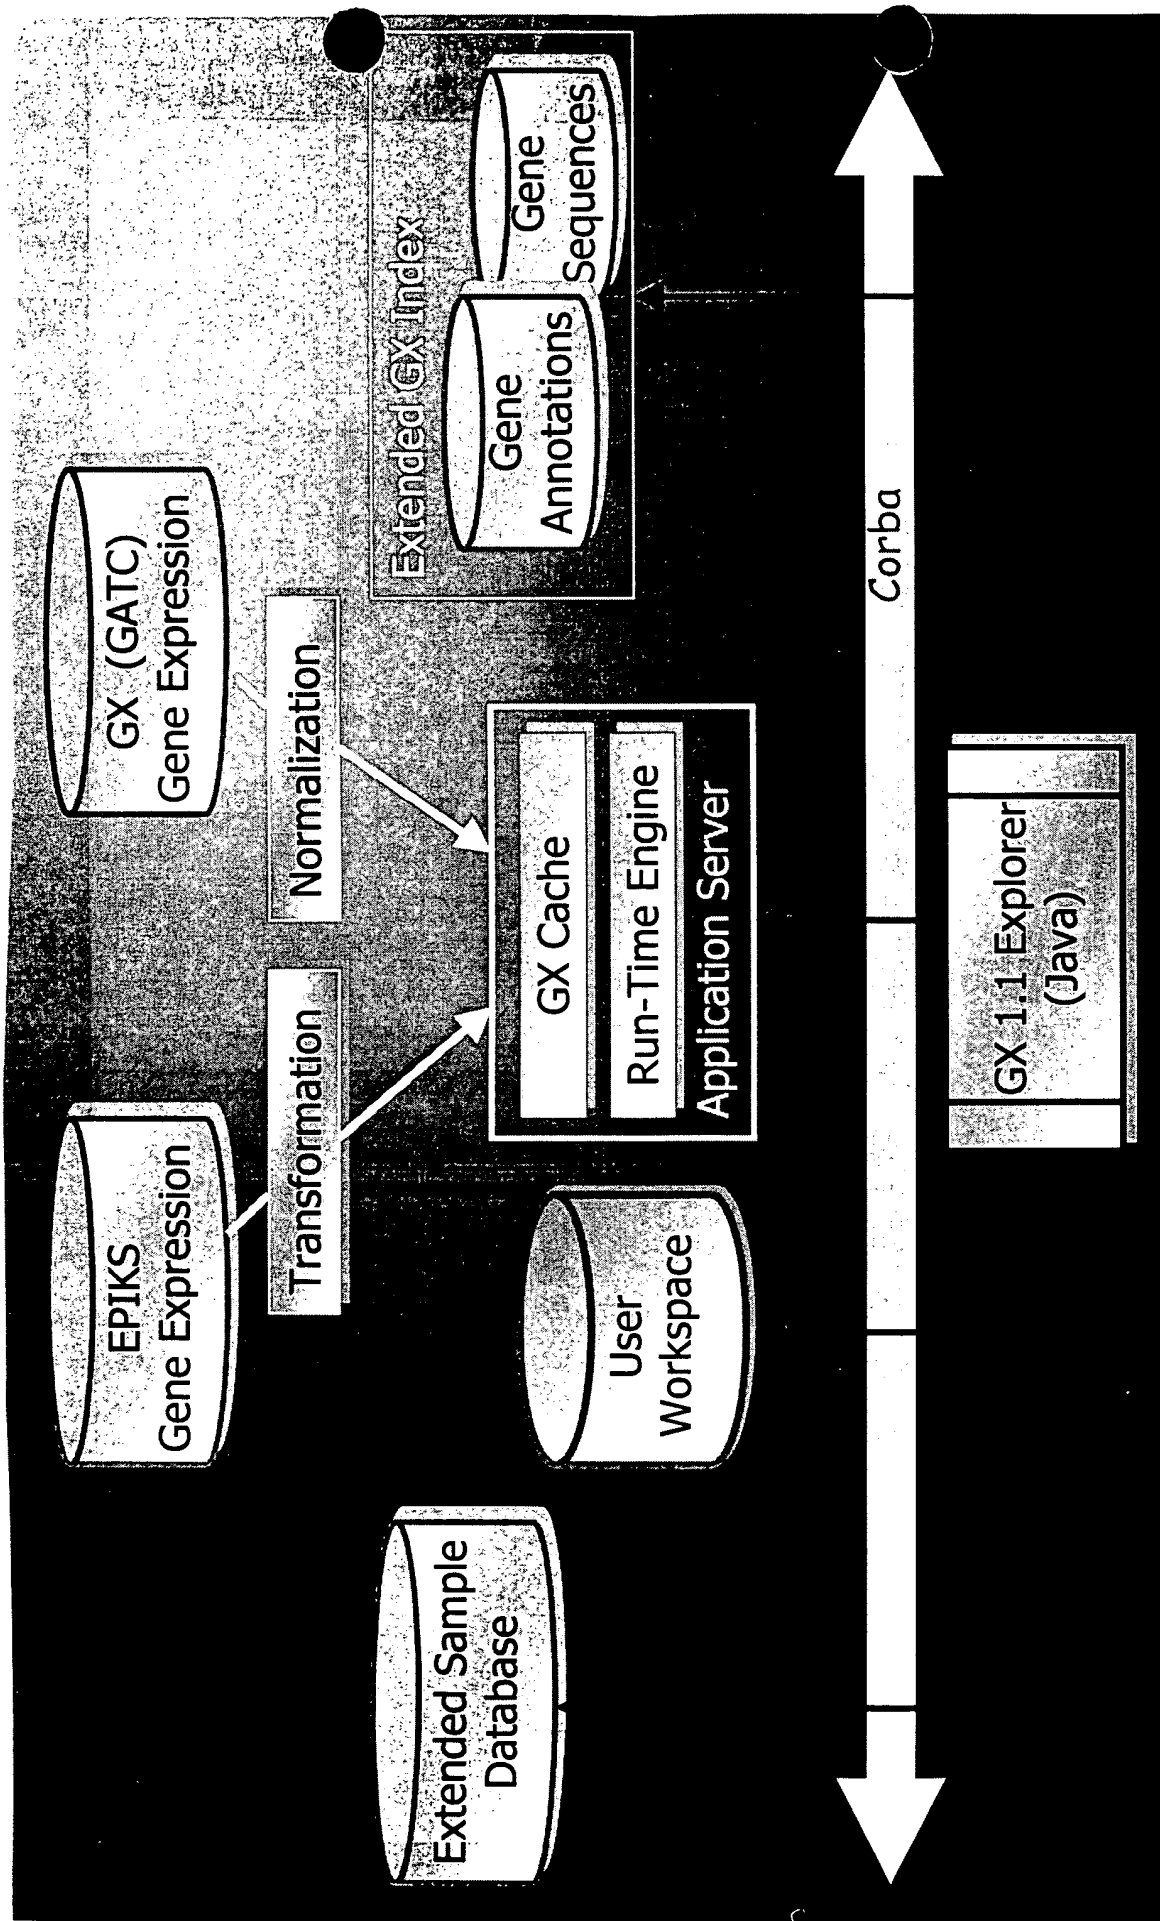 EPIKS
Gene Expression
GX (GATC)
Gene Expression
Transformation
Normalization
Extended Sample
Database
Extended GX Index
Gene
Annotations
Gene
Sequences
User
Workspace
GX Cache
Run-Time Engine
Application Server
Corba
GX 1.1 Explorer
(Java)